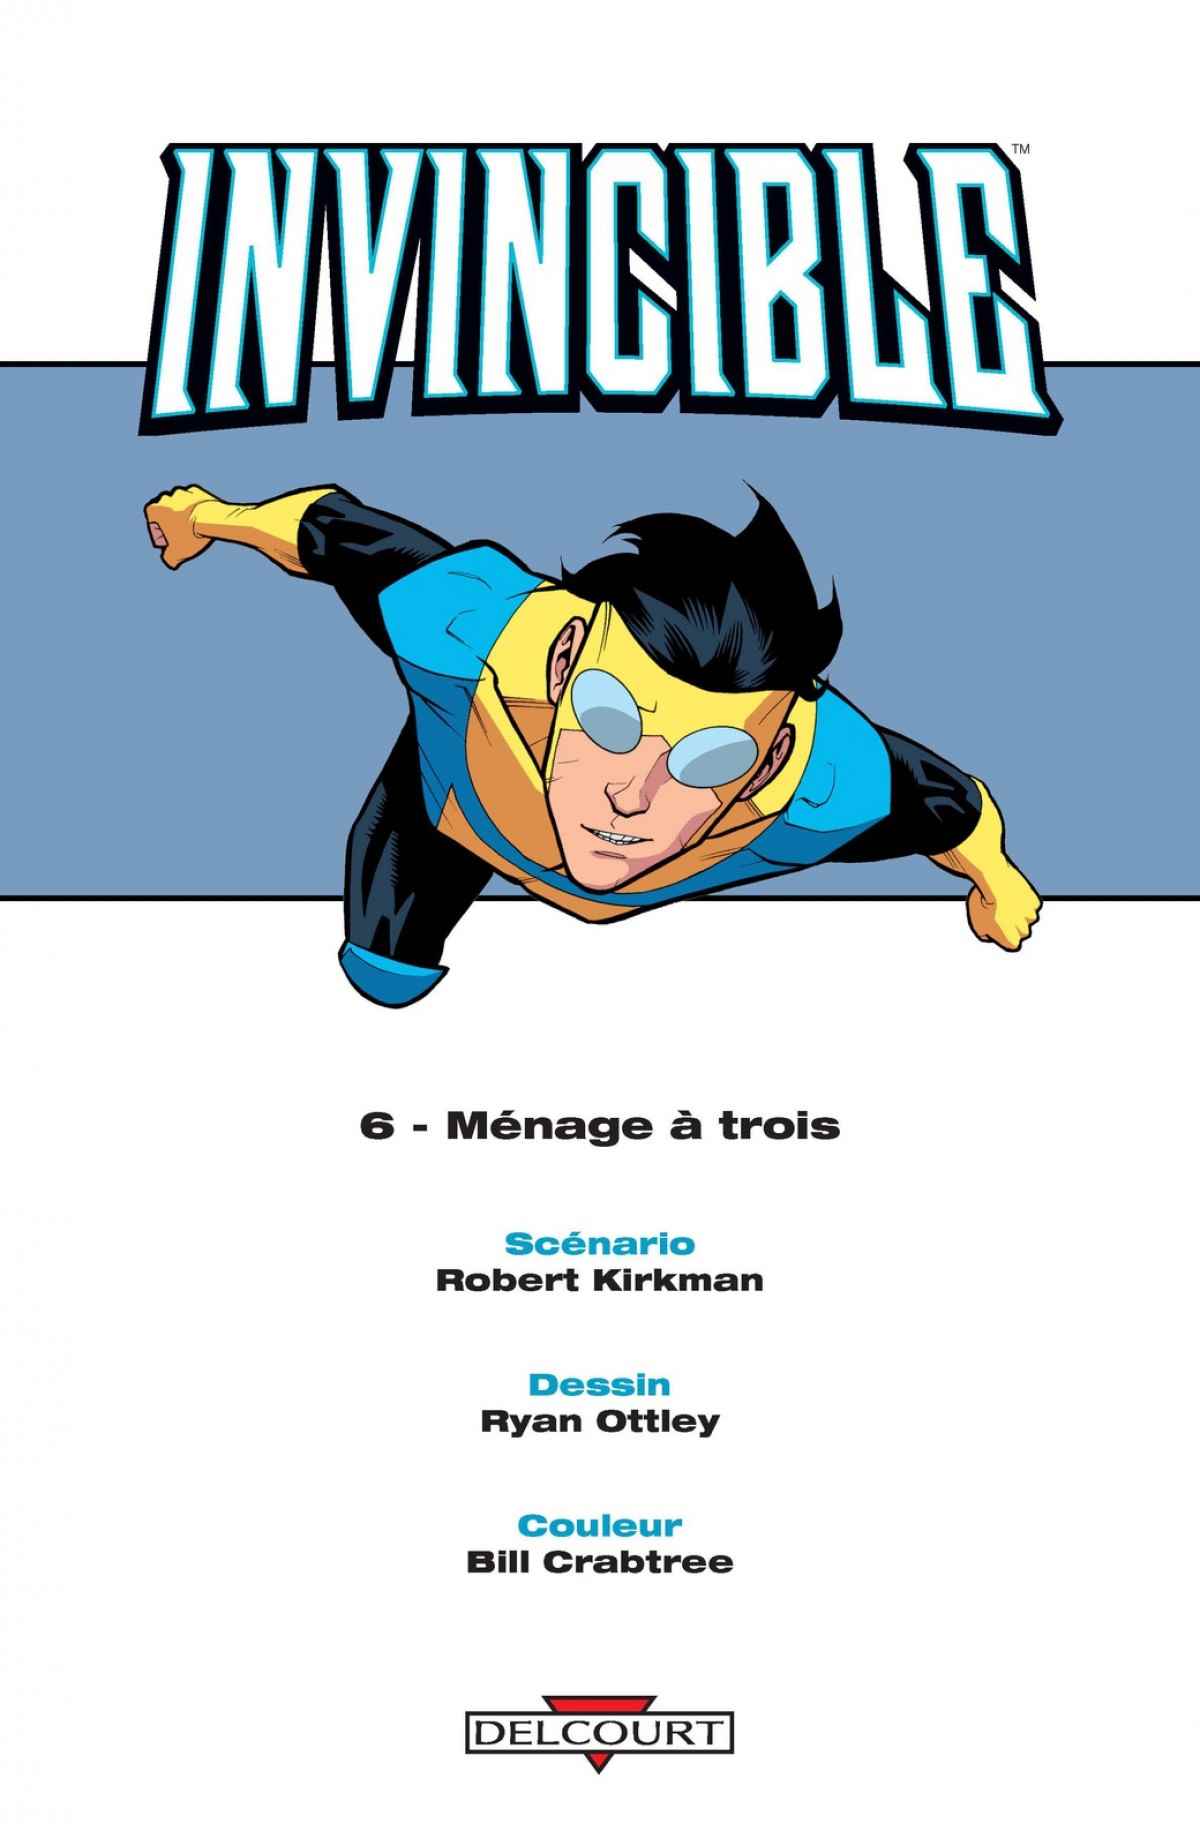 INVINCIBLE™
6 - Ménage à trois
Scénario
Robert Kirkman
Dessin
Ryan Ottley
Couleur
Bill Crabtree
DELCOURT